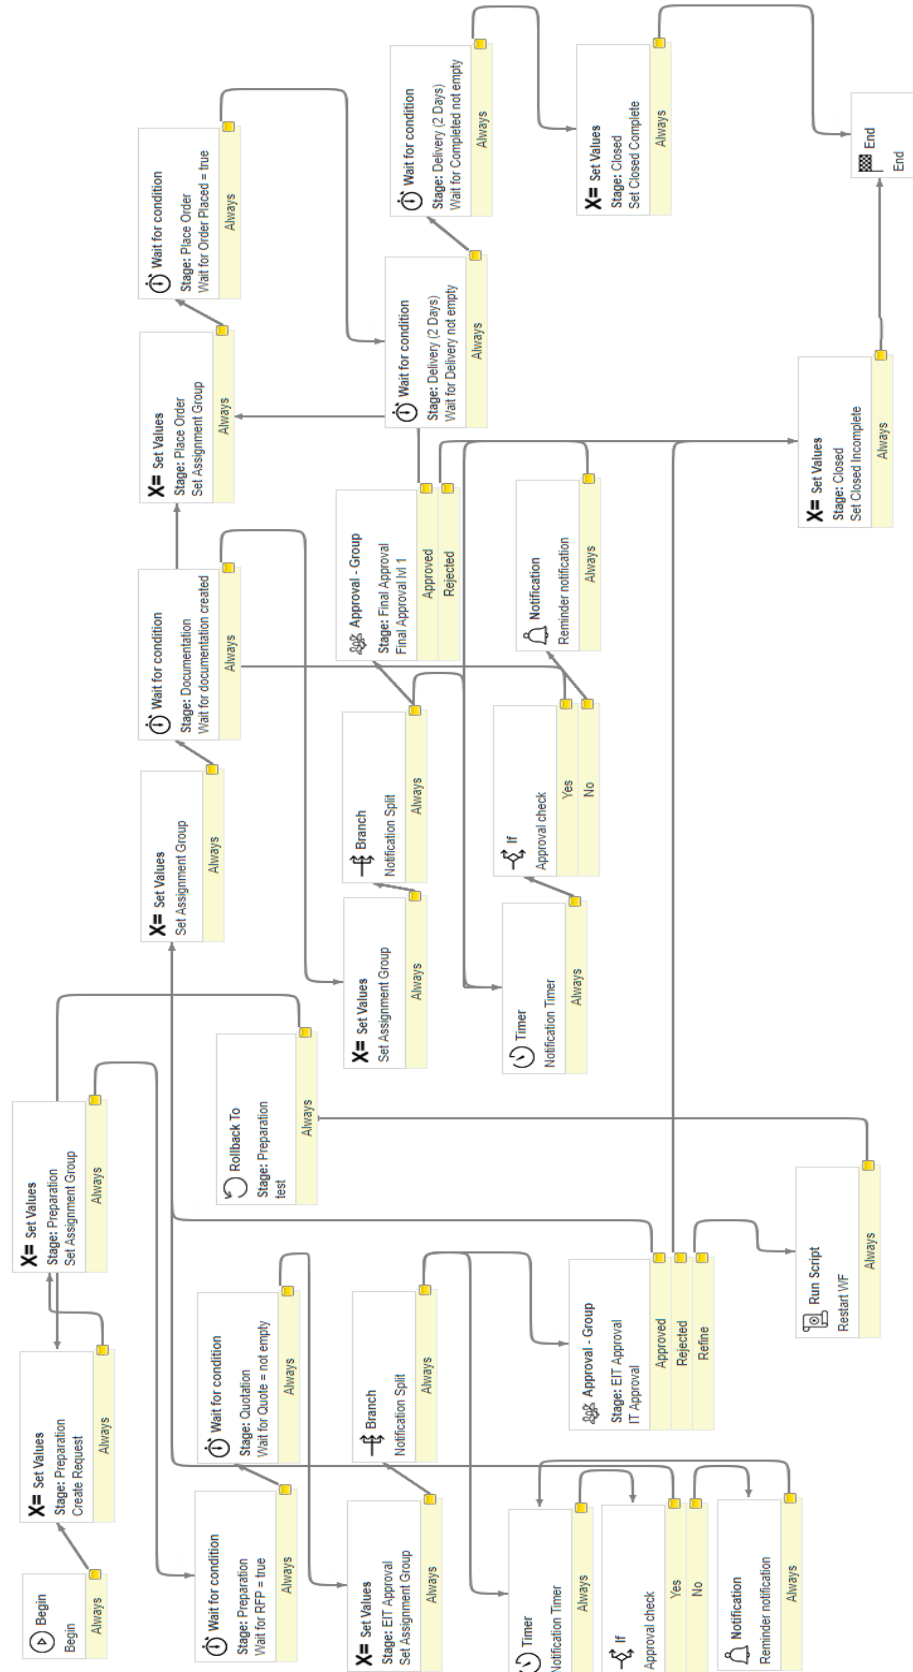 Begin
Begin
Always
X= Set Values
Stage: Preparation
Create Request
Always
X= Set Values
Stage: Preparation
Set Assignment Group
Always
Wait for condition
Stage: Preparation
Wait for RFP = true
Always
Wait for condition
Stage: Quotation
Wait for Quote = not empty
Always
Rollback To
Stage: Preparation
test
Always
X= Set Values
Stage: EIT Approval
Set Assignment Group
Always
Branch
Notification Split
Always
Timer
Notification Timer
Always
If
Approval check
Yes
No
Notification
Reminder notification
Always
Approval - Group
Stage: EIT Approval
IT Approval
Approved
Rejected
Refine
Run Script
Restart WF
Always
X= Set Values
Set Assignment Group
Always
Wait for condition
Stage: Documentation
Wait for documentation created
Always
X= Set Values
Set Assignment Group
Always
Branch
Notification Split
Always
Approval - Group
Stage: Final Approval
Final Approval lvl 1
Approved
Rejected
Timer
Notification Timer
Always
If
Approval check
Yes
No
Notification
Reminder notification
Always
X= Set Values
Stage: Place Order
Set Assignment Group
Always
Wait for condition
Stage: Place Order
Wait for Order Placed = true
Always
Wait for condition
Stage: Delivery (2 Days)
Wait for Delivery not empty
Always
Wait for condition
Stage: Delivery (2 Days)
Wait for Completed not empty
Always
X= Set Values
Stage: Closed
Set Closed Complete
Always
X= Set Values
Stage: Closed
Set Closed Incomplete
Always
End
End